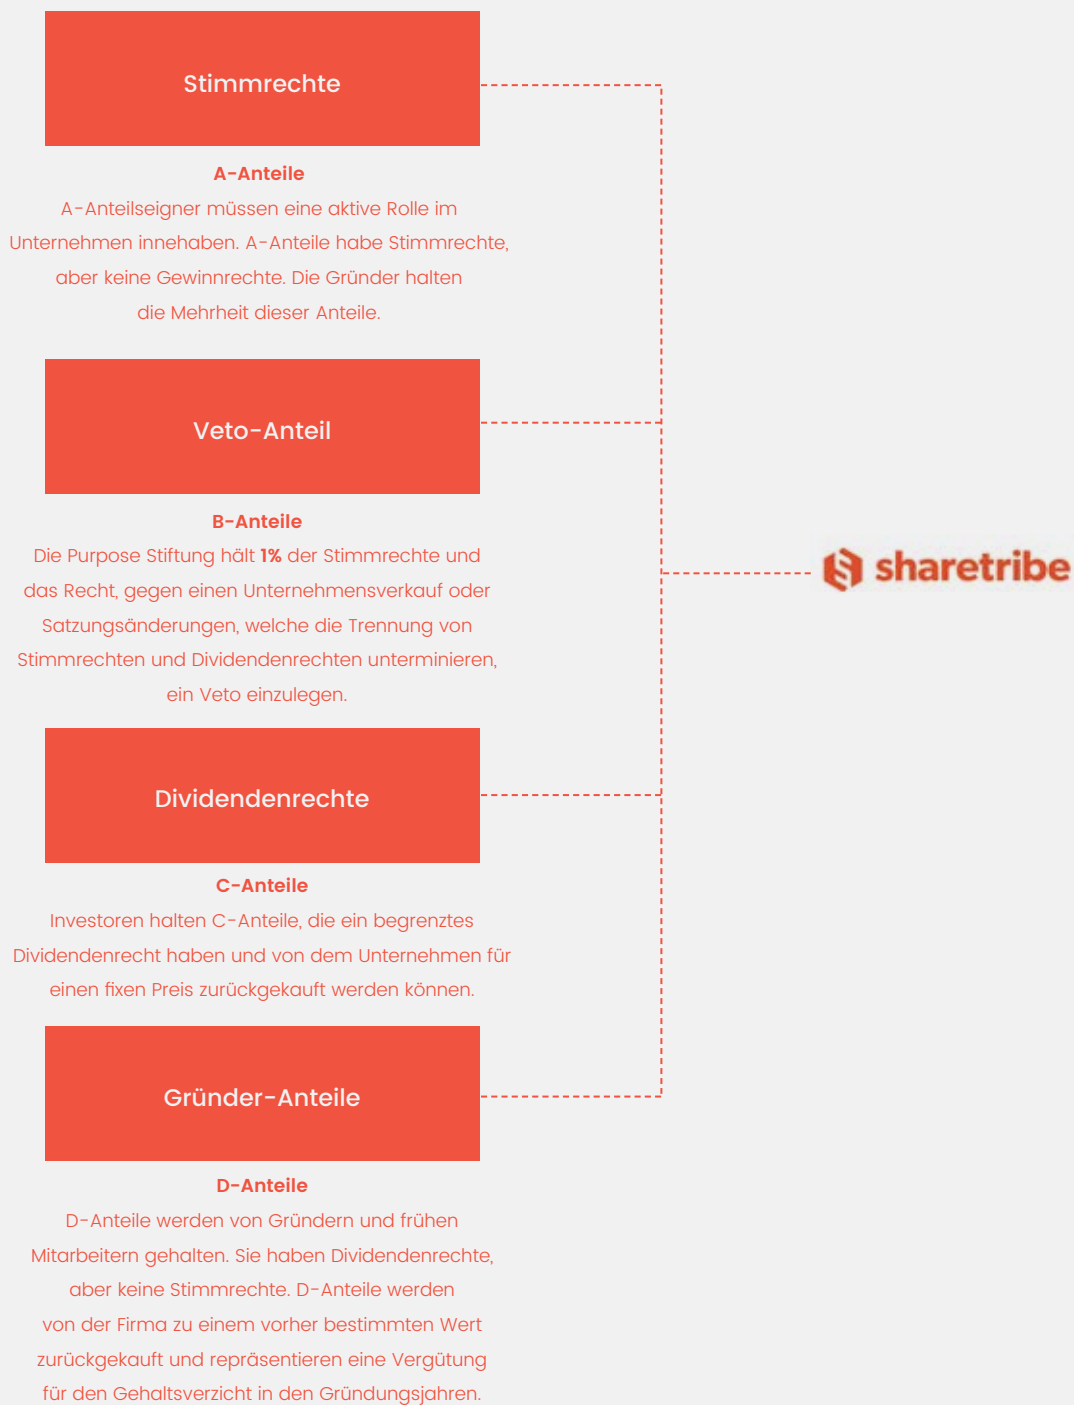 Stimmrechte
A-Anteile
A-Anteilseigner müssen eine aktive Rolle im
Unternehmen innehaben. A-Anteile habe Stimmrechte,
aber keine Gewinnrechte. Die Gründer halten
die Mehrheit dieser Anteile.
Veto-Anteil
B-Anteile
Die Purpose Stiftung hält 1% der Stimmrechte und
das Recht, gegen einen Unternehmensverkauf oder
Satzungsänderungen, welche die Trennung von
Stimmrechten und Dividendenrechten unterminieren,
ein Veto einzulegen.
sharetribe
Dividendenrechte
C-Anteile
Investoren halten C-Anteile, die ein begrenztes
Dividendenrecht haben und von dem Unternehmen für
einen fixen Preis zurückgekauft werden können.
Gründer-Anteile
D-Anteile
D-Anteile werden von Gründern und frühen
Mitarbeitern gehalten. Sie haben Dividendenrechte,
aber keine Stimmrechte. D-Anteile werden
von der Firma zu einem vorher bestimmten Wert
zurückgekauft und repräsentieren eine Vergütung
für den Gehaltsverzicht in den Gründungsjahren.